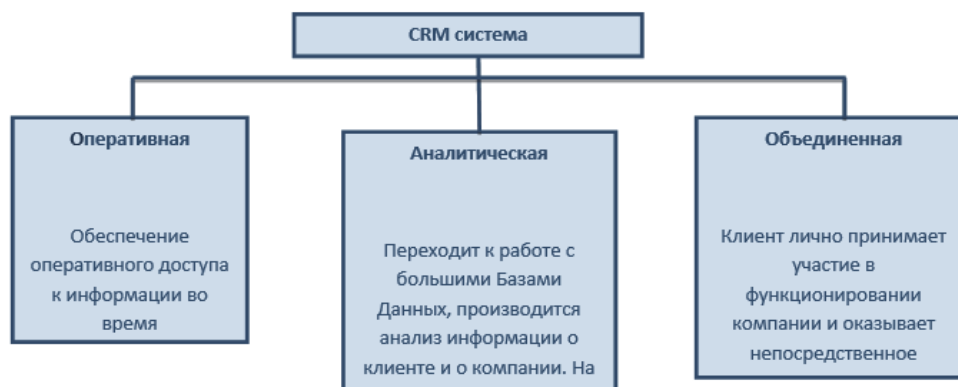 CRM система
Оперативная
Обеспечение
оперативного доступа
к информации во
время
Аналитическая
Переходит к работе с
большими Базами
Данных, производится
анализ информации о
клиенте и о компании. На
Объединенная
Клиент лично принимает
участие в
функционировании
компании и оказывает
непосредственное